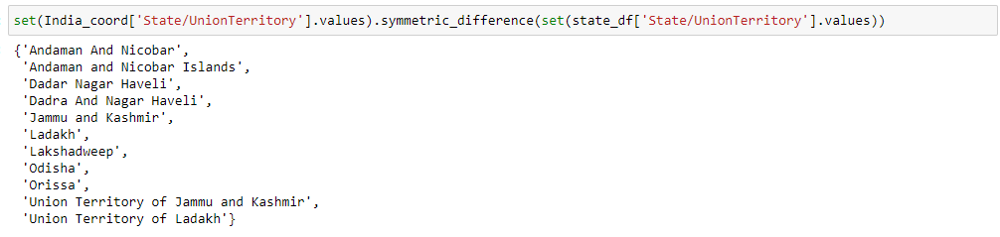 set(India_coord['State/UnionTerritory'].values).symmetric_difference(set(state_df['State/UnionTerritory'].values))
{'Andaman And Nicobar',
 'Andaman and Nicobar Islands',
 'Dadar Nagar Haveli',
 'Dadra And Nagar Haveli',
 'Jammu and Kashmir',
 'Ladakh',
 'Lakshadweep',
 'Odisha',
 'Orissa',
 'Union Territory of Jammu and Kashmir',
 'Union Territory of Ladakh'}